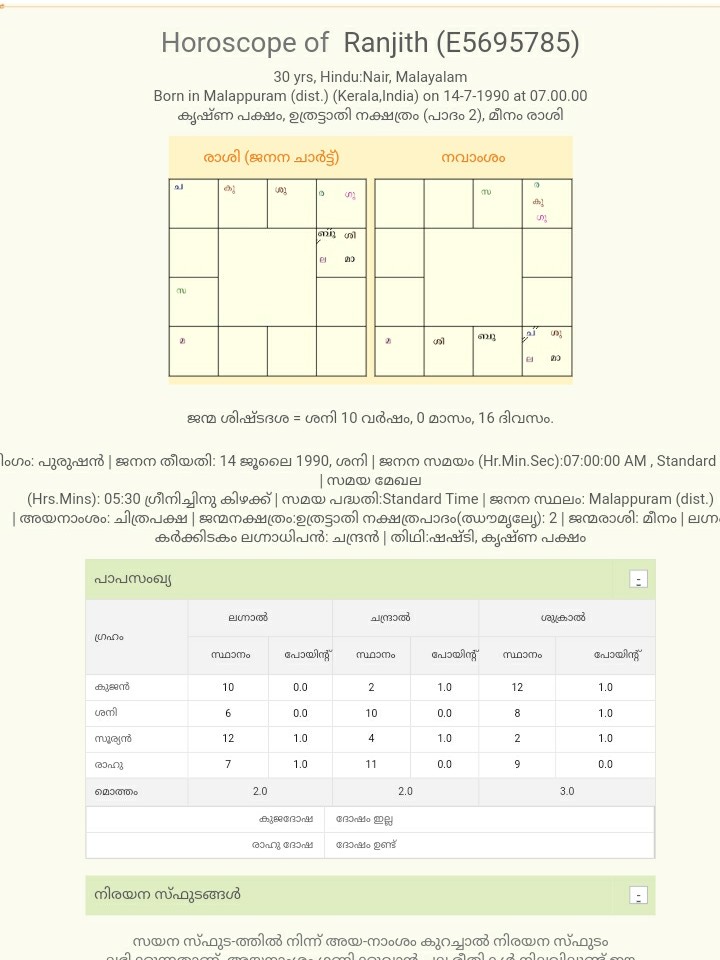 Horoscope of Ranjith (E5695785)
30 yrs, Hindu:Nair, Malayalam
Born in Malappuram (dist.) (Kerala,India) on 14-7-1990 at 07.00.00
കൃഷ്ണ പക്ഷം, ഉത്രട്ടാതി നക്ഷത്രം (പാദം 2), മീനം രാശി
രാശി (ജനന ചാർട്ട്)
ച കു ശു ര ഗു
ബു ശി
ല മാ
സ
മ
നവാംശം
സ ര
കു
ഗു
മ ശി ബു ച ശു
ല മാ
ജന്മ ശിഷ്ടദശ = ശനി 10 വർഷം, 0 മാസം, 16 ദിവസം.
ിംഗം: പുരുഷൻ | ജനന തീയതി: 14 ജൂലൈ 1990, ശനി | ജനന സമയം (Hr.Min.Sec):07:00:00 AM , Standard
| സമയ മേഖല
(Hrs.Mins): 05:30 ഗ്രീനിച്ചിനു കിഴക്ക് | സമയ പദ്ധതി:Standard Time | ജനന സ്ഥലം: Malappuram (dist.)
| അയനാംശം: ചിത്രപക്ഷ | ജന്മനക്ഷത്രം:ഉത്രട്ടാതി നക്ഷത്രപാദം(ഝൗമൃല്യേ): 2 | ജന്മരാശി: മീനം | ലഗ്നം
കർക്കിടകം ലഗ്നാധിപൻ: ചന്ദ്രൻ | തിഥി:ഷഷ്ടി, കൃഷ്ണ പക്ഷം
പാപസംഖ്യ -
ഗ്രഹം ലഗ്നാൽ ചന്ദ്രാൽ ശുക്രാൽ
സ്ഥാനം പോയിന്റ് സ്ഥാനം പോയിന്റ് സ്ഥാനം പോയിന്റ്
കുജൻ 10 0.0 2 1.0 12 1.0
ശനി 6 0.0 10 0.0 8 1.0
സൂര്യൻ 12 1.0 4 1.0 2 1.0
രാഹു 7 1.0 11 0.0 9 0.0
മൊത്തം 2.0 2.0 3.0
കുജദോഷ ദോഷം ഇല്ല
രാഹു ദോഷ ദോഷം ഉണ്ട്
നിരയന സ്ഫുടങ്ങൾ -
സയന സ്ഫുട-ത്തിൽ നിന്ന് അയ-നാംശം കുറച്ചാൽ നിരയന സ്ഫുടം